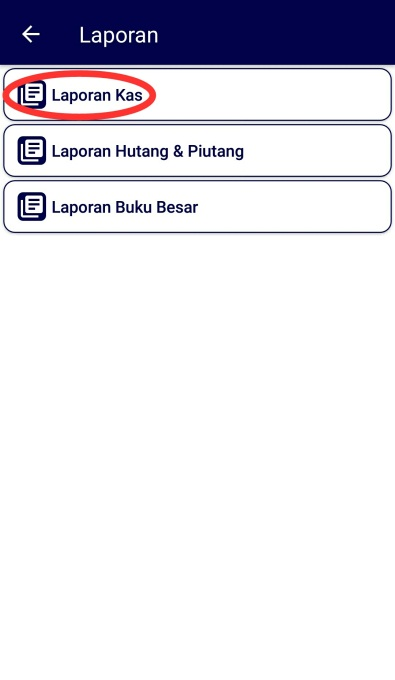 Laporan
Laporan Kas
Laporan Hutang & Piutang
Laporan Buku Besar